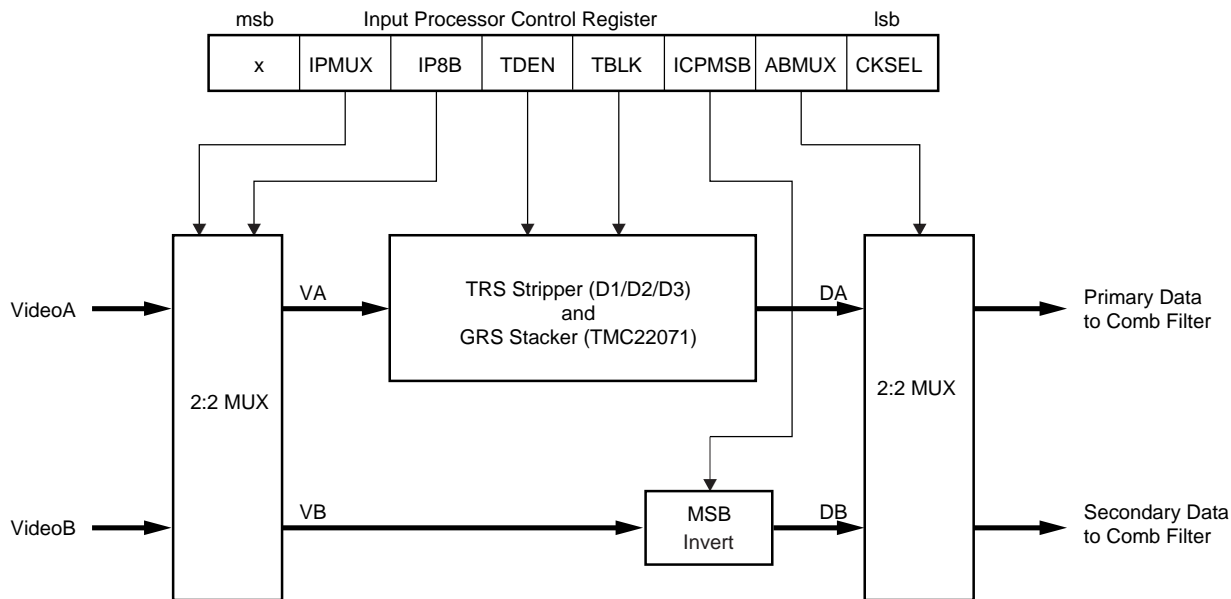 msb Input Processor Control Register lsb
x IPMUX IP8B TDEN TBLK ICPMSB ABMUX CKSEL
VideoA
VA
TRS Stripper (D1/D2/D3)
and
GRS Stacker (TMC22071)
DA
Primary Data
to Comb Filter
2:2 MUX
2:2 MUX
VideoB
VB
MSB
Invert
DB
Secondary Data
to Comb Filter